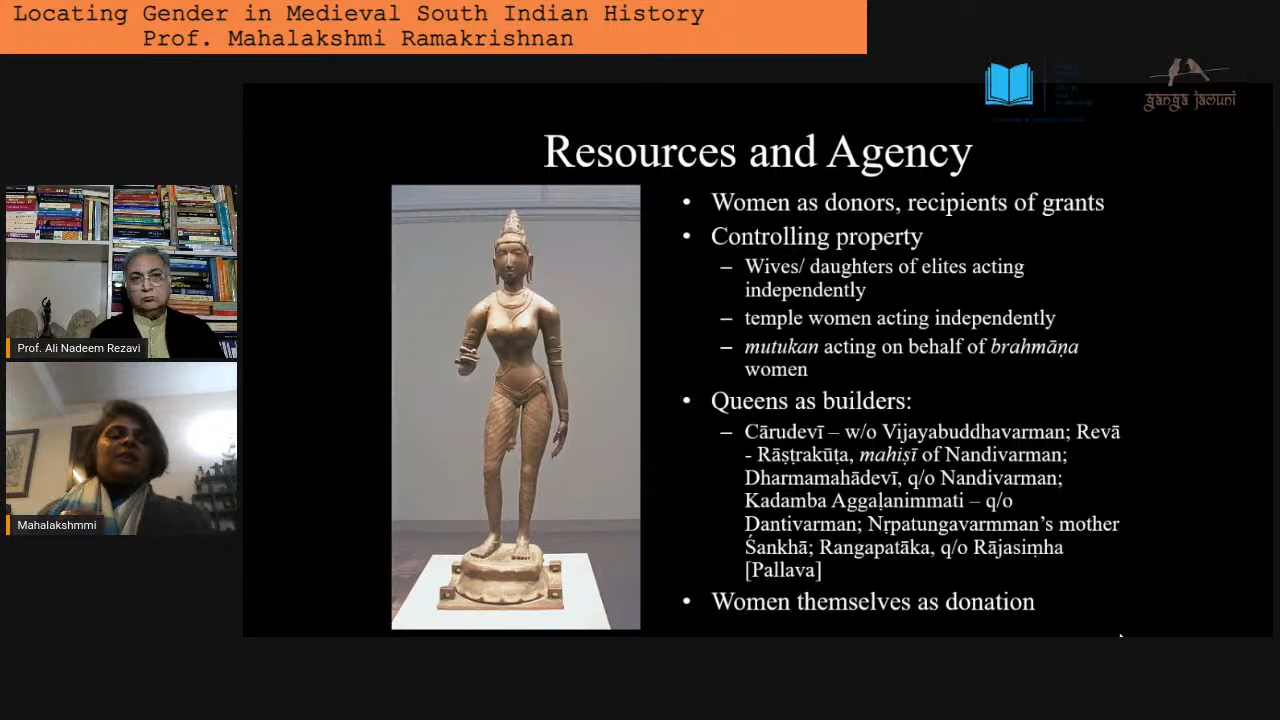 Locating Gender in Medieval South Indian History
Prof. Mahalakshmi Ramakrishnan
ganga jamuni
Resources and Agency
• Women as donors, recipients of grants
• Controlling property
– Wives/ daughters of elites acting
independently
– temple women acting independently
– mutukan acting on behalf of brahmāṇa
women
• Queens as builders:
– Cārudevī – w/o Vijayabuddhavarman; Revā
- Rāṣṭrakūṭa, mahiṣī of Nandivarman;
Dharmamahādevī, q/o Nandivarman;
Kadamba Aggaḷanimmati – q/o
Dantivarman; Nṛpatungavarmman's mother
Śankhā; Rangapatāka, q/o Rājasiṃha
[Pallava]
• Women themselves as donation
Prof. Ali Nadeem Rezavi
Mahalakshmmi